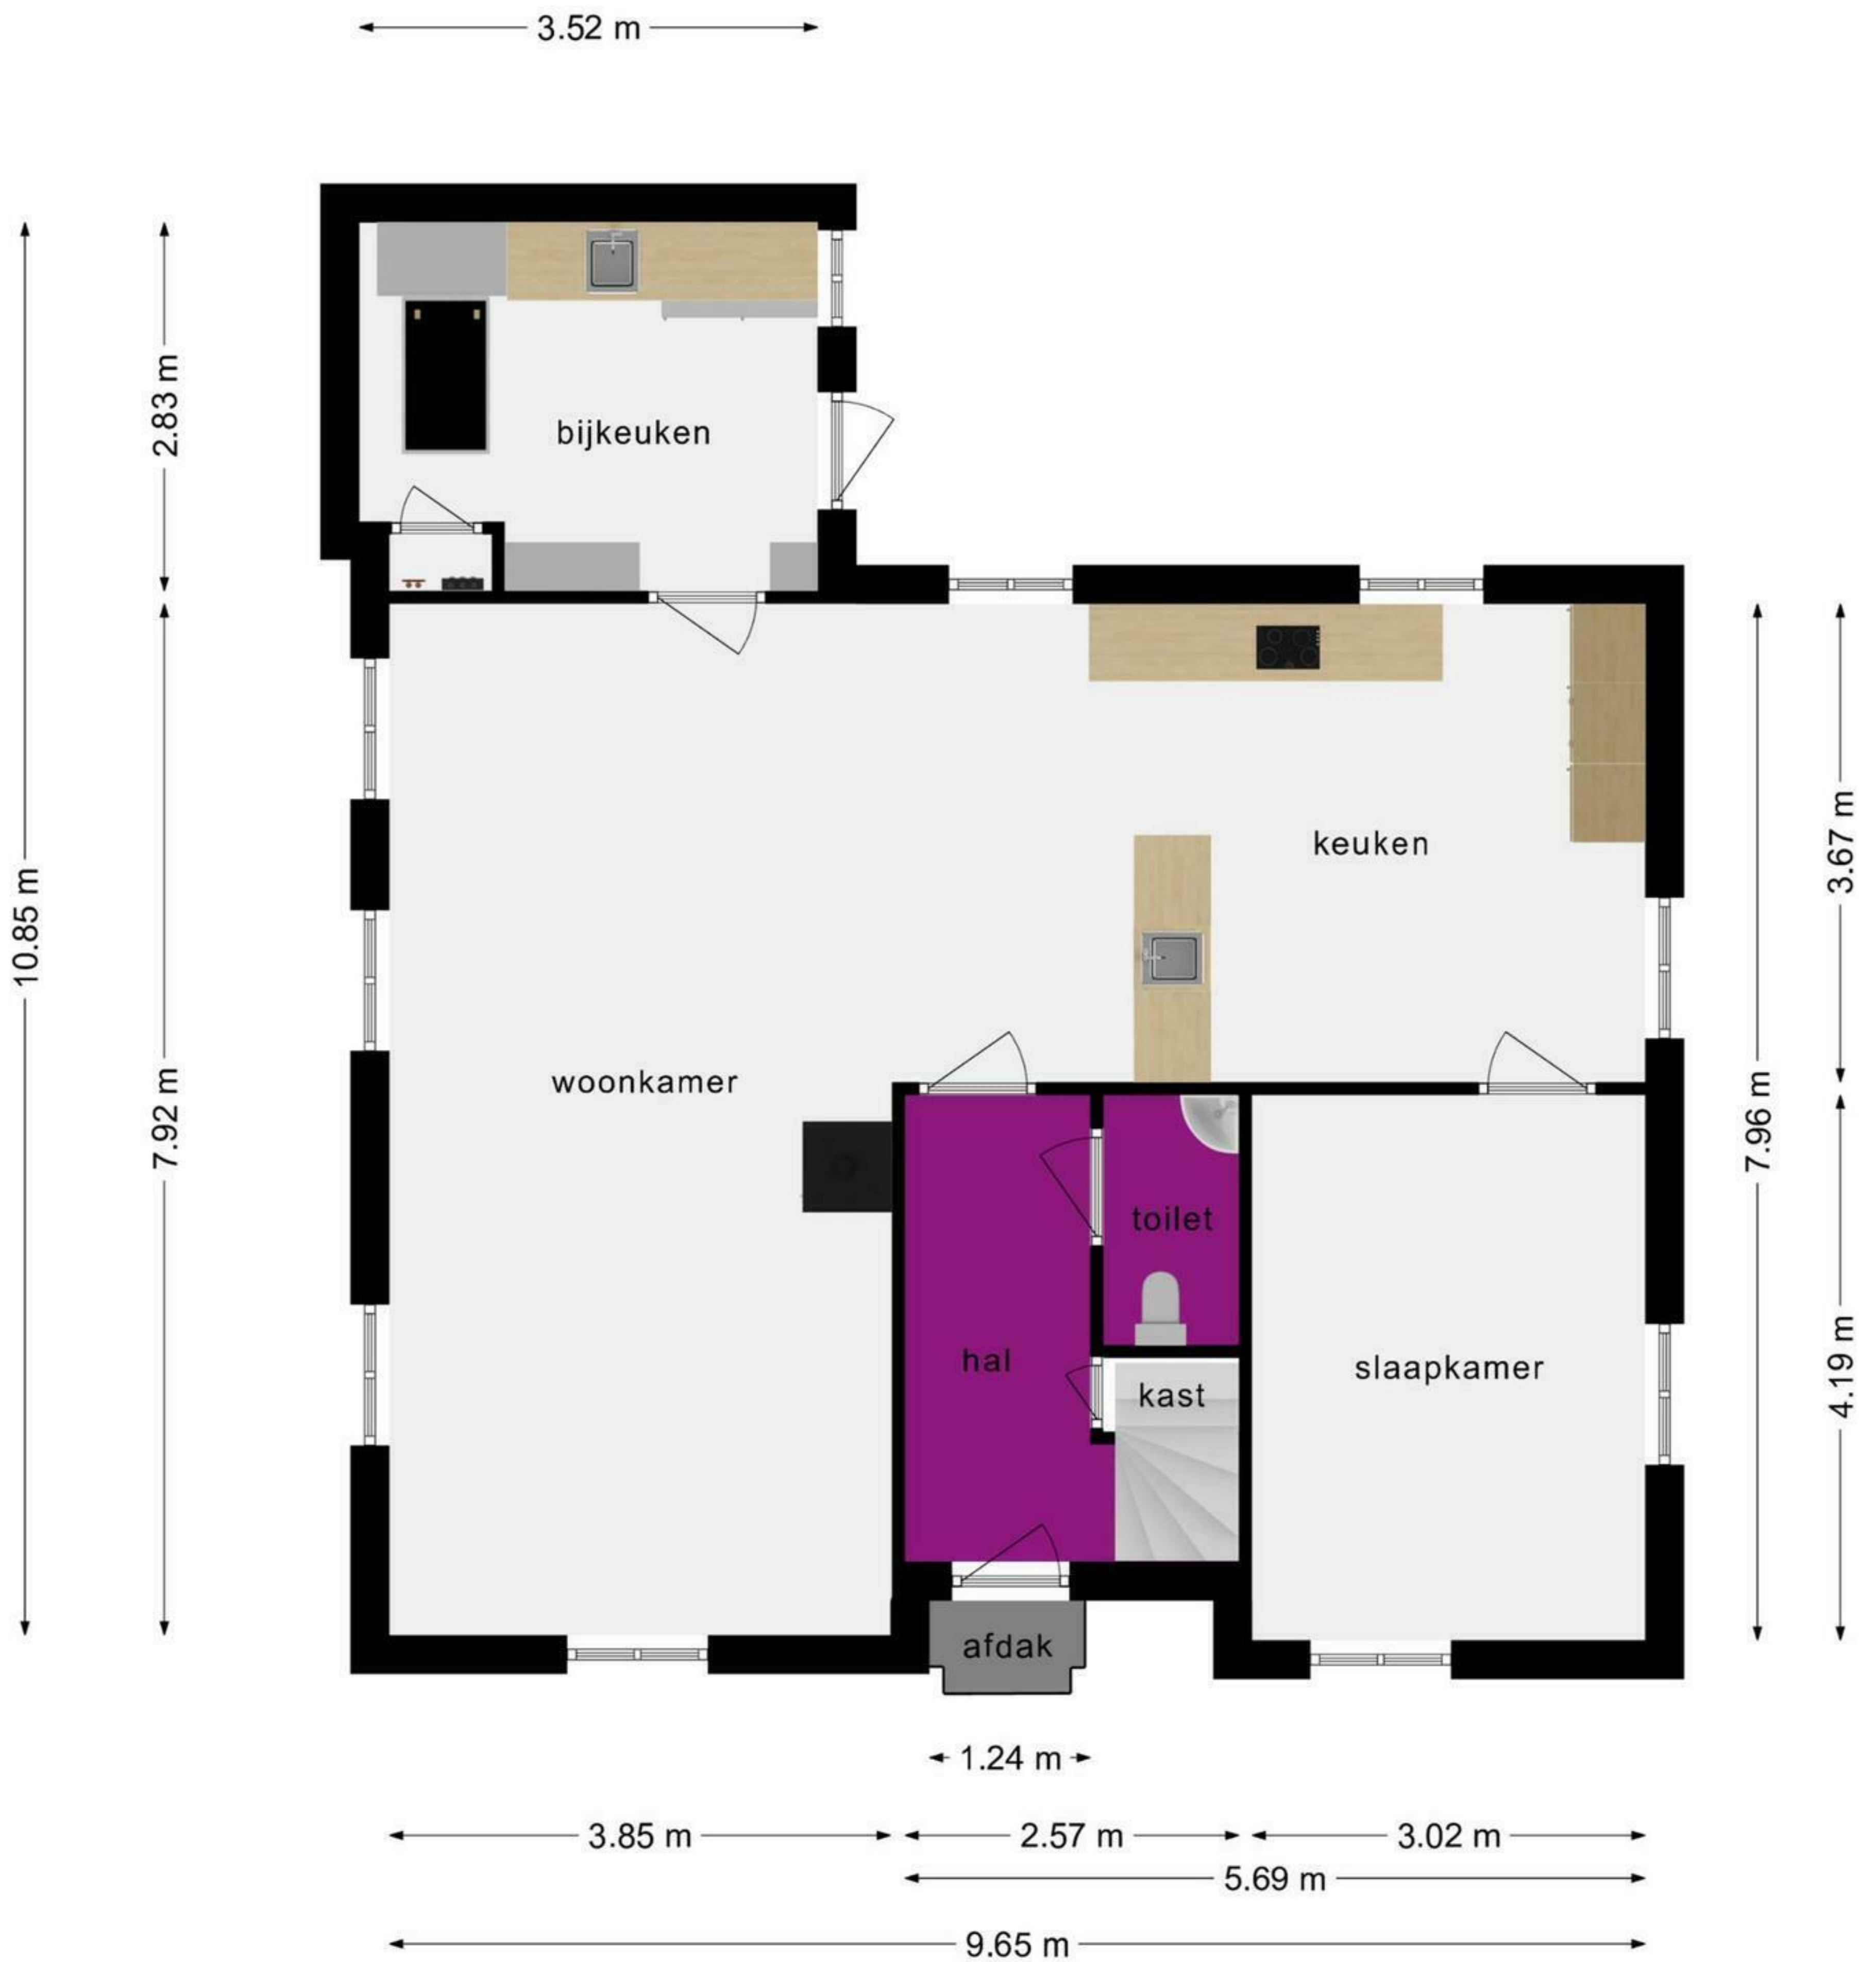 3.52 m
2.83 m
bijkeuken
keuken
3.67 m
10.85 m
woonkamer
7.92 m
7.96 m
toilet
hal
slaapkamer
kast
4.19 m
afdak
1.24 m
3.85 m
2.57 m
3.02 m
5.69 m
9.65 m